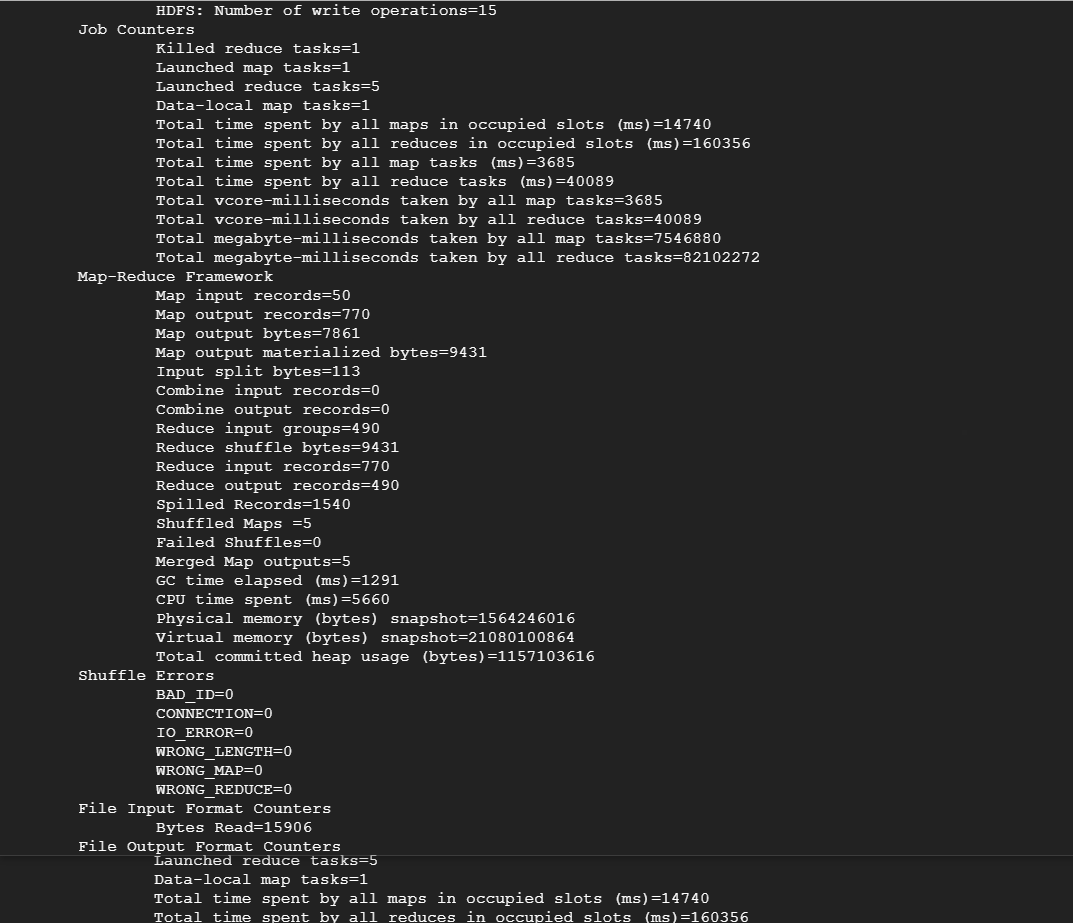 HDFS: Number of write operations=15
Job Counters
Killed reduce tasks=1
Launched map tasks=1
Launched reduce tasks=5
Data-local map tasks=1
Total time spent by all maps in occupied slots (ms)=14740
Total time spent by all reduces in occupied slots (ms)=160356
Total time spent by all map tasks (ms)=3685
Total time spent by all reduce tasks (ms)=40089
Total vcore-milliseconds taken by all map tasks=3685
Total vcore-milliseconds taken by all reduce tasks=40089
Total megabyte-milliseconds taken by all map tasks=7546880
Total megabyte-milliseconds taken by all reduce tasks=82102272
Map-Reduce Framework
Map input records=50
Map output records=770
Map output bytes=7861
Map output materialized bytes=9431
Input split bytes=113
Combine input records=0
Combine output records=0
Reduce input groups=490
Reduce shuffle bytes=9431
Reduce input records=770
Reduce output records=490
Spilled Records=1540
Shuffled Maps =5
Failed Shuffles=0
Merged Map outputs=5
GC time elapsed (ms)=1291
CPU time spent (ms)=5660
Physical memory (bytes) snapshot=1564246016
Virtual memory (bytes) snapshot=21080100864
Total committed heap usage (bytes)=1157103616
Shuffle Errors
BAD_ID=0
CONNECTION=0
IO_ERROR=0
WRONG_LENGTH=0
WRONG_MAP=0
WRONG_REDUCE=0
File Input Format Counters
Bytes Read=15906
File Output Format Counters
Launched reduce tasks=5
Data-local map tasks=1
Total time spent by all maps in occupied slots (ms)=14740
Total time spent by all reduces in occupied slots (ms)=160356